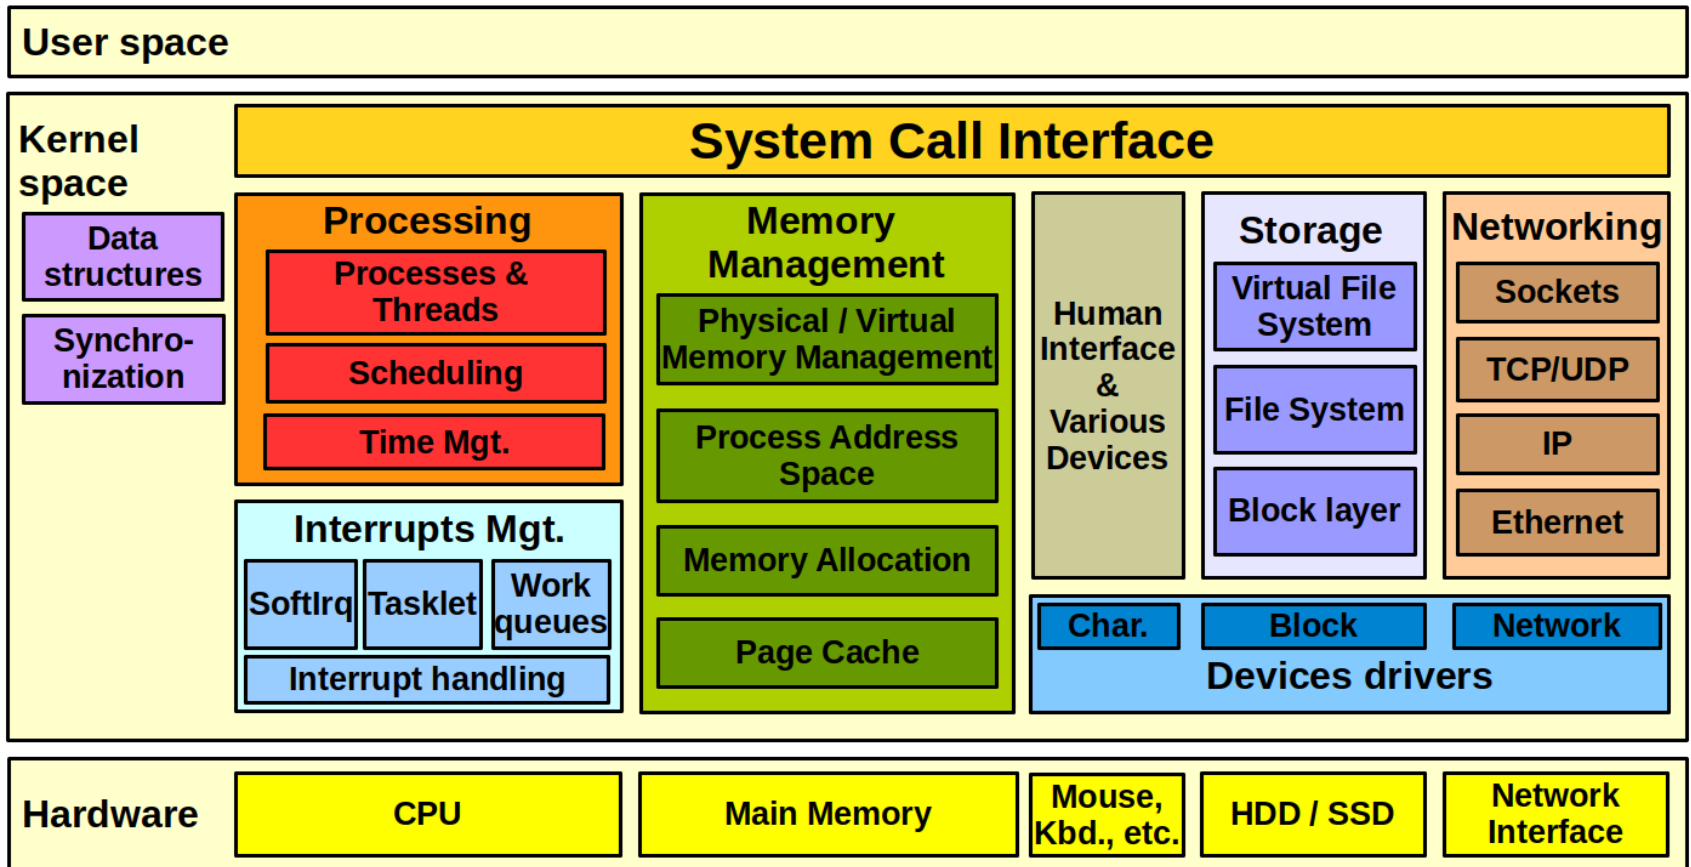 User space
Kernel
space
System Call Interface
Data
structures
Synchro-
nization
Processing
Processes &
Threads
Scheduling
Time Mgt.
Interrupts Mgt.
SoftIrq
Tasklet
Work
queues
Interrupt handling
Memory
Management
Physical / Virtual
Memory Management
Process Address
Space
Memory Allocation
Page Cache
Human
Interface
&
Various
Devices
Storage
Virtual File
System
File System
Block layer
Networking
Sockets
TCP/UDP
IP
Ethernet
Char.
Block
Network
Devices drivers
Hardware
CPU
Main Memory
Mouse,
Kbd., etc.
HDD / SSD
Network
Interface